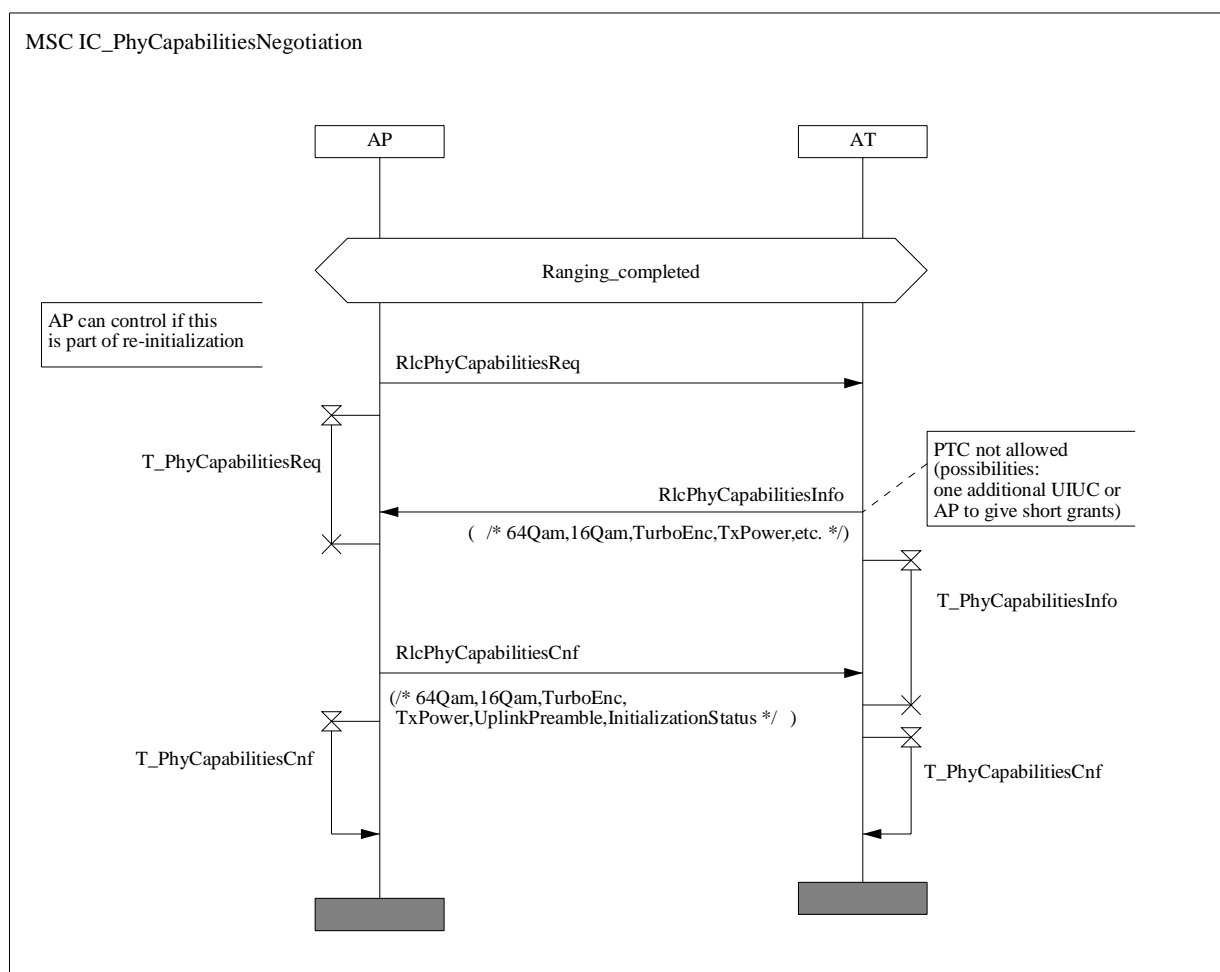 MSC IC_PhyCapabilitiesNegotiation
AP
AT
Ranging_completed
AP can control if this
is part of re-initialization
RlcPhyCapabilitiesReq
T_PhyCapabilitiesReq
PTC not allowed
(possibilities:
one additional UIUC or
AP to give short grants)
RlcPhyCapabilitiesInfo
( /* 64Qam,16Qam,TurboEnc,TxPower,etc. */)
T_PhyCapabilitiesInfo
RlcPhyCapabilitiesCnf
(/* 64Qam,16Qam,TurboEnc,
TxPower,UplinkPreamble,InitializationStatus */ )
T_PhyCapabilitiesCnf
T_PhyCapabilitiesCnf